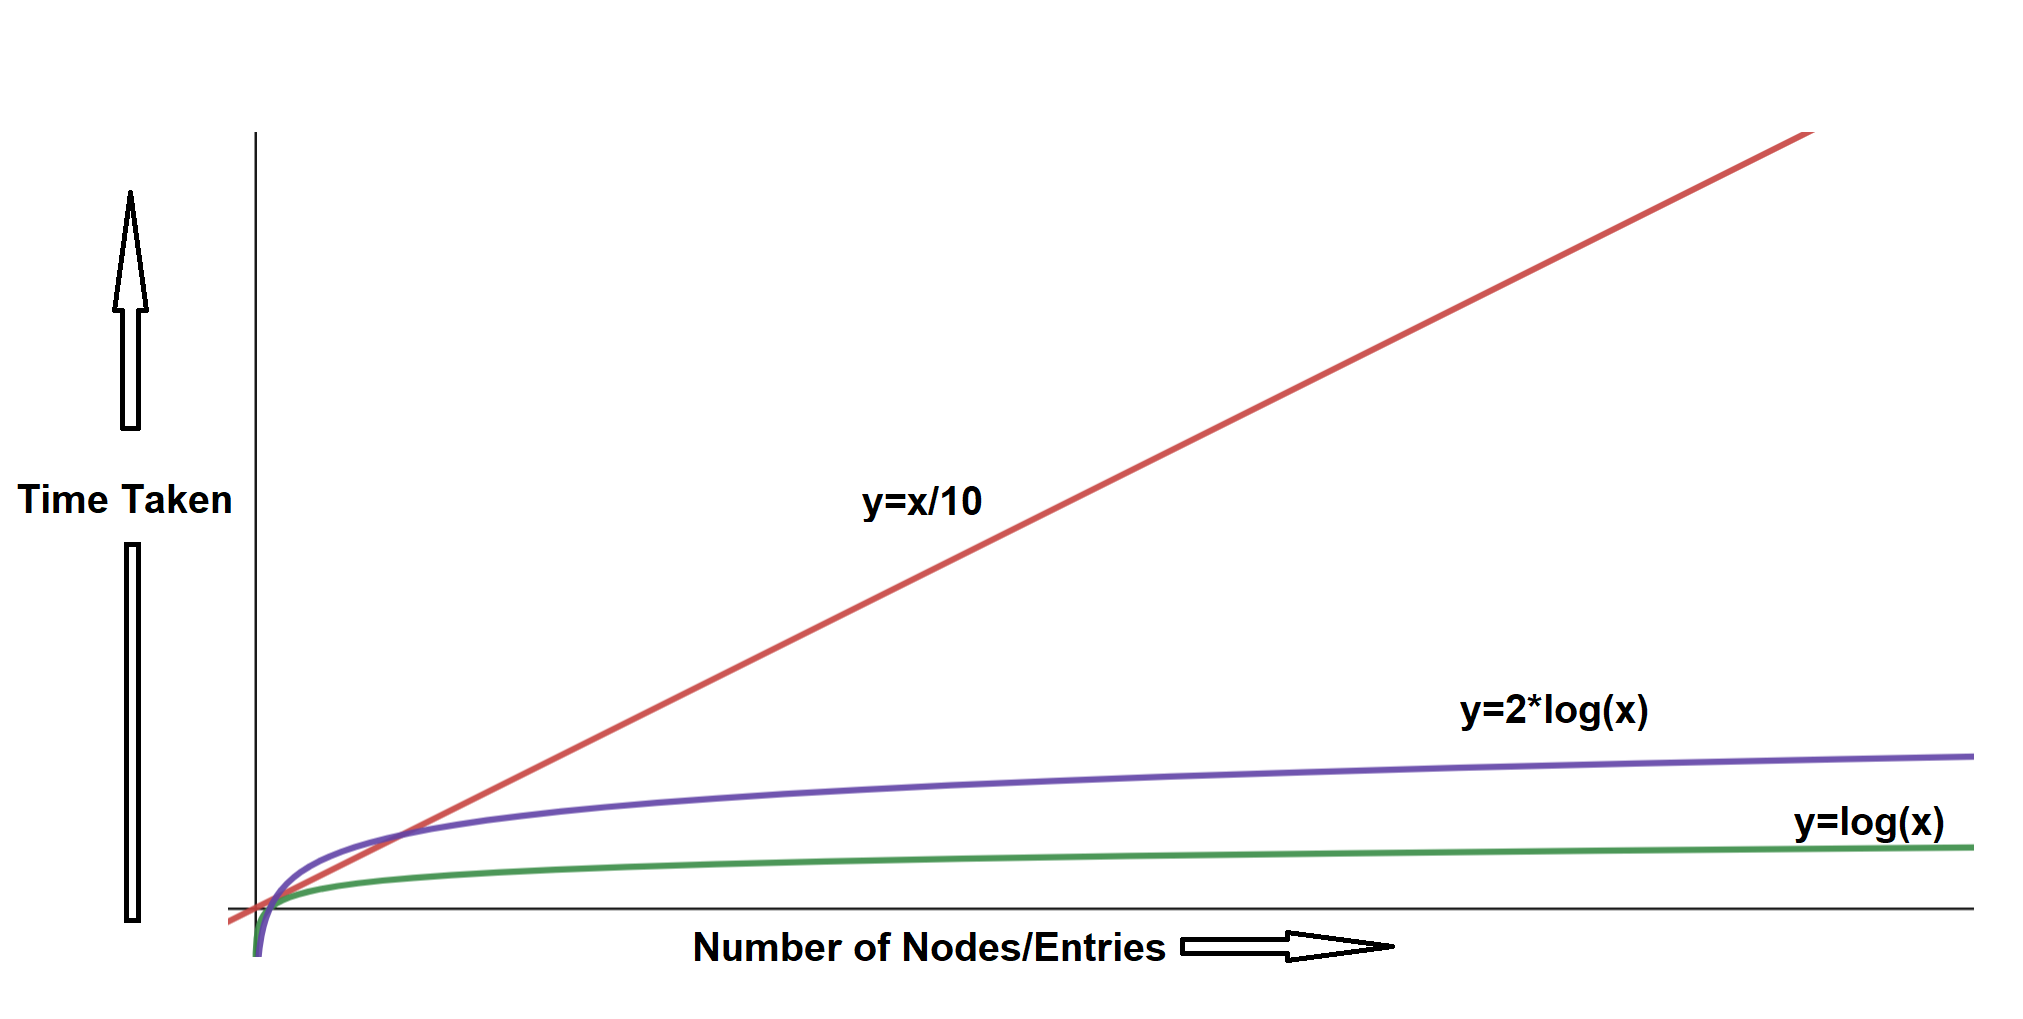 Time Taken
y=x/10
y=2*log(x)
y=log(x)
Number of Nodes/Entries